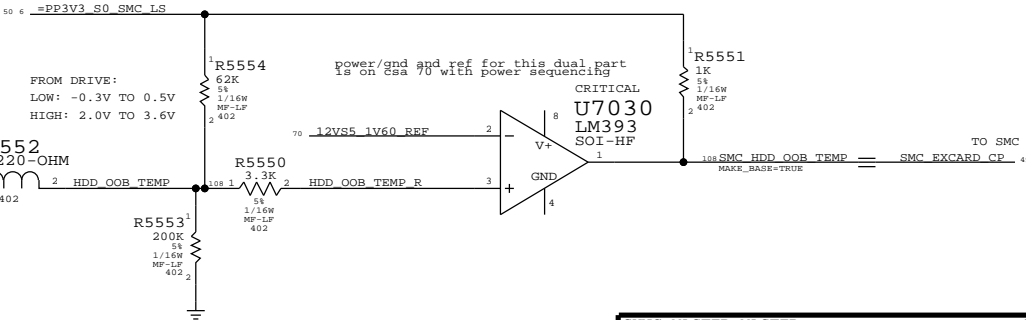 50 6 =PP3V3_S0_SMC_LS
1
R5554
62K
5%
1/16W
MF-LF
2 402
FROM DRIVE:
LOW: -0.3V TO 0.5V
HIGH: 2.0V TO 3.6V
power/gnd and ref for this dual part
is on csa 70 with power sequencing
1
R5551
1K
5%
1/16W
MF-LF
2 402
CRITICAL
U7030
LM393
SOI-HF
70 12VS5_1V60_REF
2
8
V+
GND
1
3
4
552
220-OHM
2 HDD_OOB_TEMP
402
108 1
R5550
3.3K
2
5%
1/16W
MF-LF
402
HDD_OOB_TEMP_R
R5553
1
200K
5%
1/16W
MF-LF
402 2
TO SMC
108 SMC_HDD_OOB_TEMP
MAKE_BASE=TRUE
SMC_EXCARD_CP
4